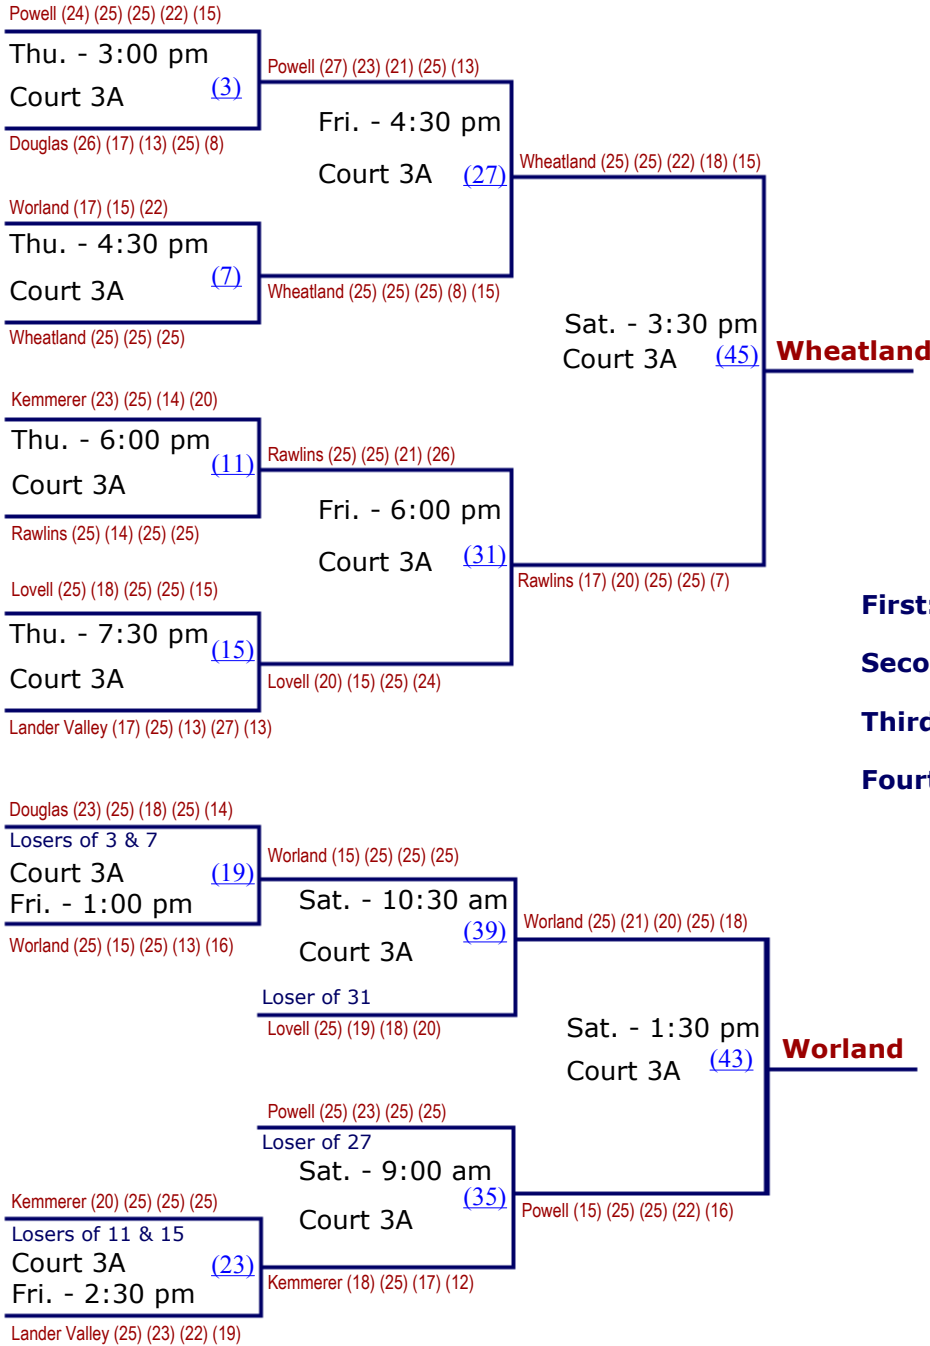 Powell (24) (25) (25) (22) (15)
Thu. - 3:00 pm
Court 3A (3)
Douglas (26) (17) (13) (25) (8)
Powell (27) (23) (21) (25) (13)
Fri. - 4:30 pm
Court 3A (27)
Worland (17) (15) (22)
Thu. - 4:30 pm
Court 3A (7)
Wheatland (25) (25) (25)
Wheatland (25) (25) (25) (8) (15)
Wheatland (25) (25) (22) (18) (15)
Sat. - 3:30 pm
Court 3A (45)
Wheatland
Kemmerer (23) (25) (14) (20)
Thu. - 6:00 pm
(11)
Court 3A
Rawlins (25) (14) (25) (25)
Rawlins (25) (25) (21) (26)
Fri. - 6:00 pm
Court 3A (31)
Rawlins (17) (20) (25) (25) (7)
Lovell (25) (18) (25) (25) (15)
Thu. - 7:30 pm
(15)
Court 3A
Lander Valley (17) (25) (13) (27) (13)
Lovell (20) (15) (25) (24)
First:
Seco
Third
Fourt
Douglas (23) (25) (18) (25) (14)
Losers of 3 & 7
Court 3A (19)
Fri. - 1:00 pm
Worland (25) (15) (25) (13) (16)
Worland (15) (25) (25) (25)
Sat. - 10:30 am
(39)
Court 3A
Loser of 31
Lovell (25) (19) (18) (20)
Worland (25) (21) (20) (25) (18)
Sat. - 1:30 pm
Court 3A (43)
Worland
Powell (25) (23) (25) (25)
Loser of 27
Sat. - 9:00 am
(35)
Court 3A
Powell (15) (25) (25) (22) (16)
Kemmerer (20) (25) (25) (25)
Losers of 11 & 15
Court 3A (23)
Fri. - 2:30 pm
Kemmerer (18) (25) (17) (12)
Lander Valley (25) (23) (22) (19)